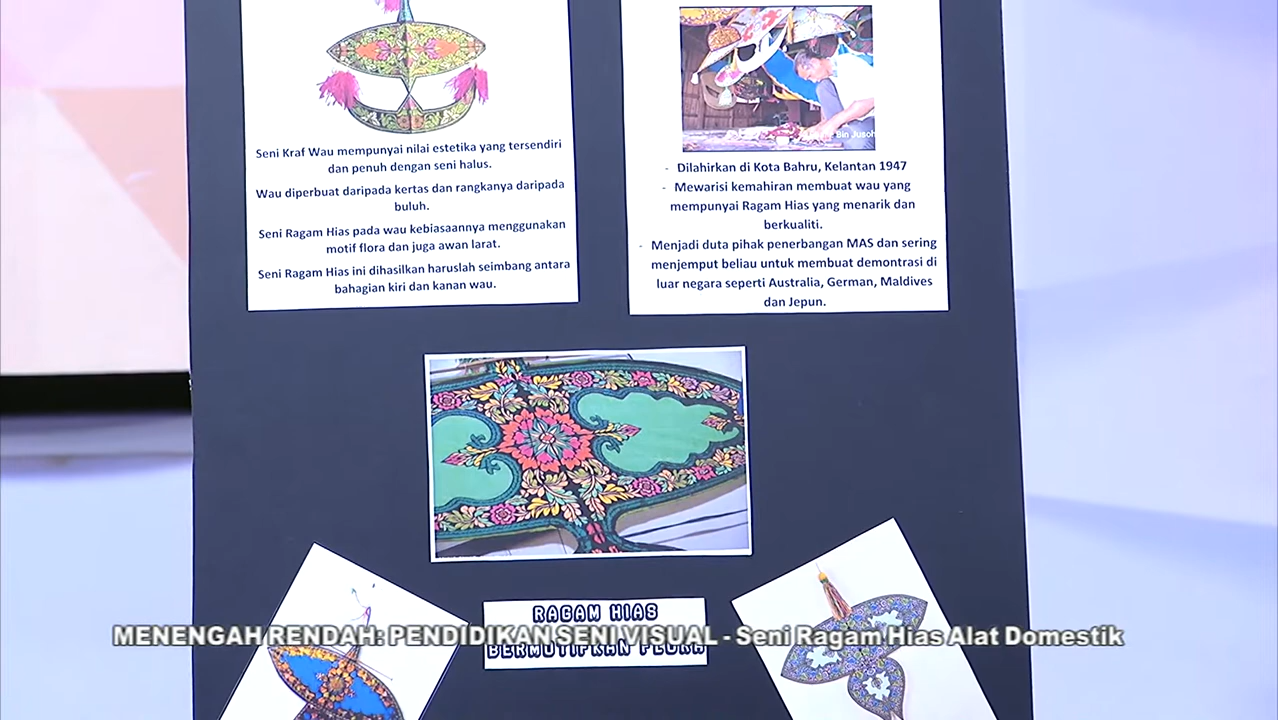 Seni Kraf Wau mempunyai nilai estetika yang tersendiri
dan penuh dengan seni halus.
Wau diperbuat daripada kertas dan rangkanya daripada
buluh.
Seni Ragam Hias pada wau kebiasaannya menggunakan
motif flora dan juga awan larat.
Seni Ragam Hias ini dihasilkan haruslah seimbang antara
bahagian kiri dan kanan wau.
Bin Jusoh
- Dilahirkan di Kota Bahru, Kelantan 1947
- Mewarisi kemahiran membuat wau yang
mempunyai Ragam Hias yang menarik dan
berkualiti.
- Menjadi duta pihak penerbangan MAS dan sering
menjemput beliau untuk membuat demontrasi di
luar negara seperti Australia, German, Maldives
dan Jepun.
RAGAM HIAS
BERMOTIFKAN FLORA
MENENGAH RENDAH: PENDIDIKAN SENI VISUAL - Seni Ragam Hias Alat Domestik